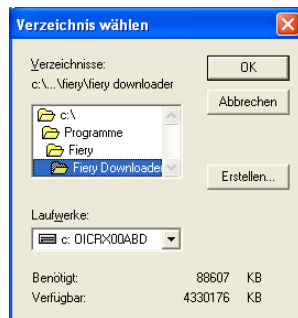 Verzeichnis wählen
Verzeichnisse:
c:\...\fiery\fiery downloader
OK
Abbrechen
c:\
Programme
Fiery
Fiery Downloader
Erstellen...
Laufwerke:
c: OICRX00ABD
Benötigt: 88607 KB
Verfügbar: 4330176 KB